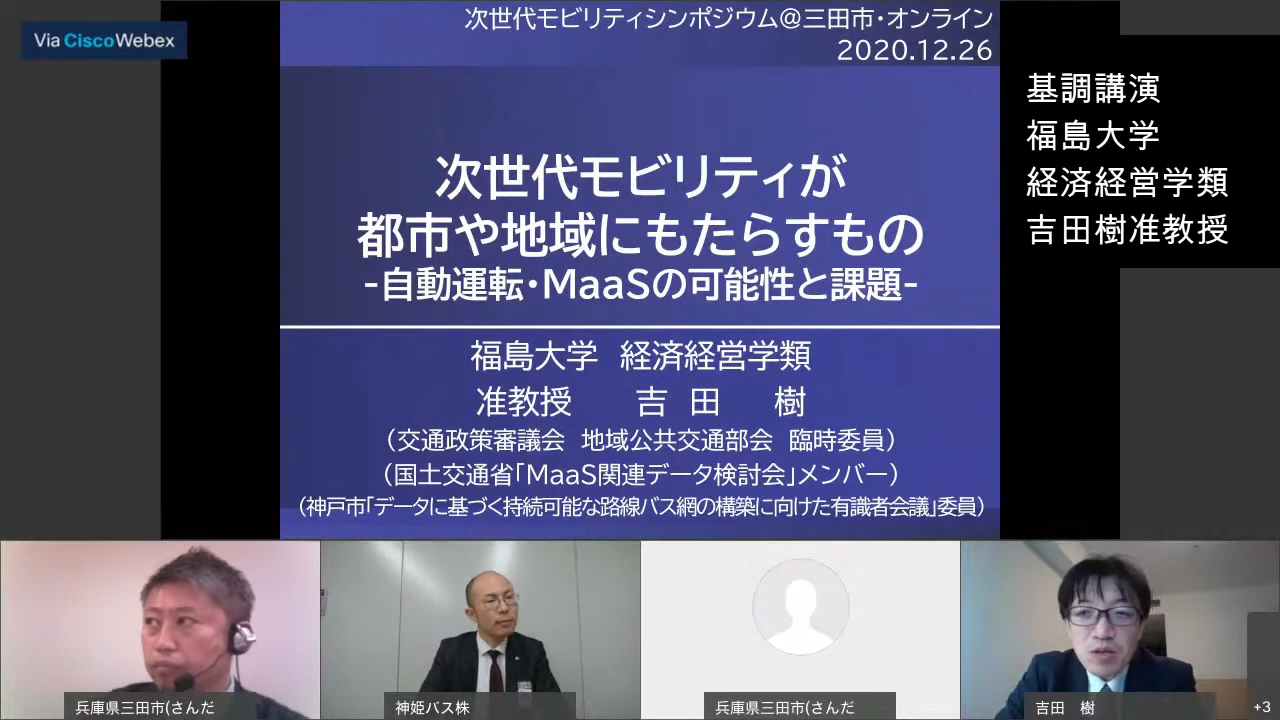 Via Cisco Webex
次世代モビリティシンポジウム@三田市・オンライン
2020.12.26
基調講演
福島大学
経済経営学類
吉田樹准教授
次世代モビリティが
都市や地域にもたらすもの
-自動運転・MaaSの可能性と課題-
福島大学 経済経営学類
准教授 吉 田 樹
(交通政策審議会 地域公共交通部会 臨時委員)
(国土交通省「MaaS関連データ検討会」メンバー)
(神戸市「データに基づく持続可能な路線バス網の構築に向けた有識者会議」委員)
兵庫県三田市(さんだ
神姫バス株
兵庫県三田市(さんだ
吉田 樹
+3